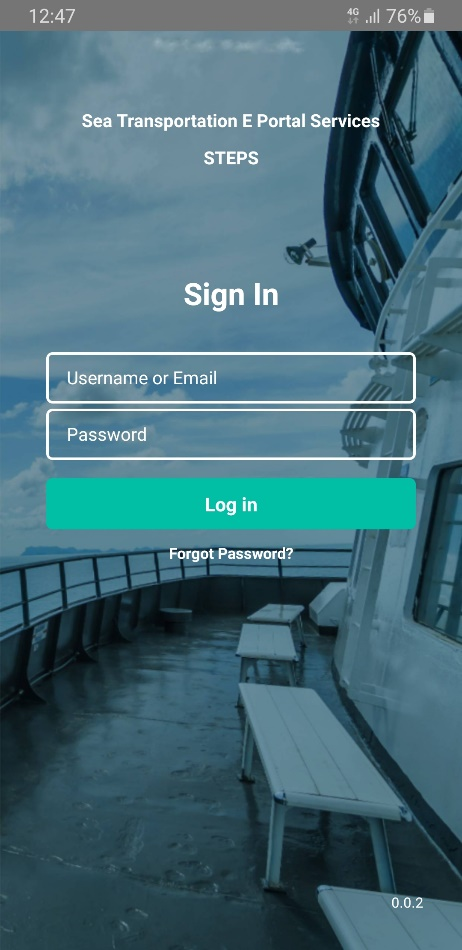 12:47
4G
76%
Sea Transportation E Portal Services
STEPS
Sign In
Username or Email
Password
Log in
Forgot Password?
0.0.2